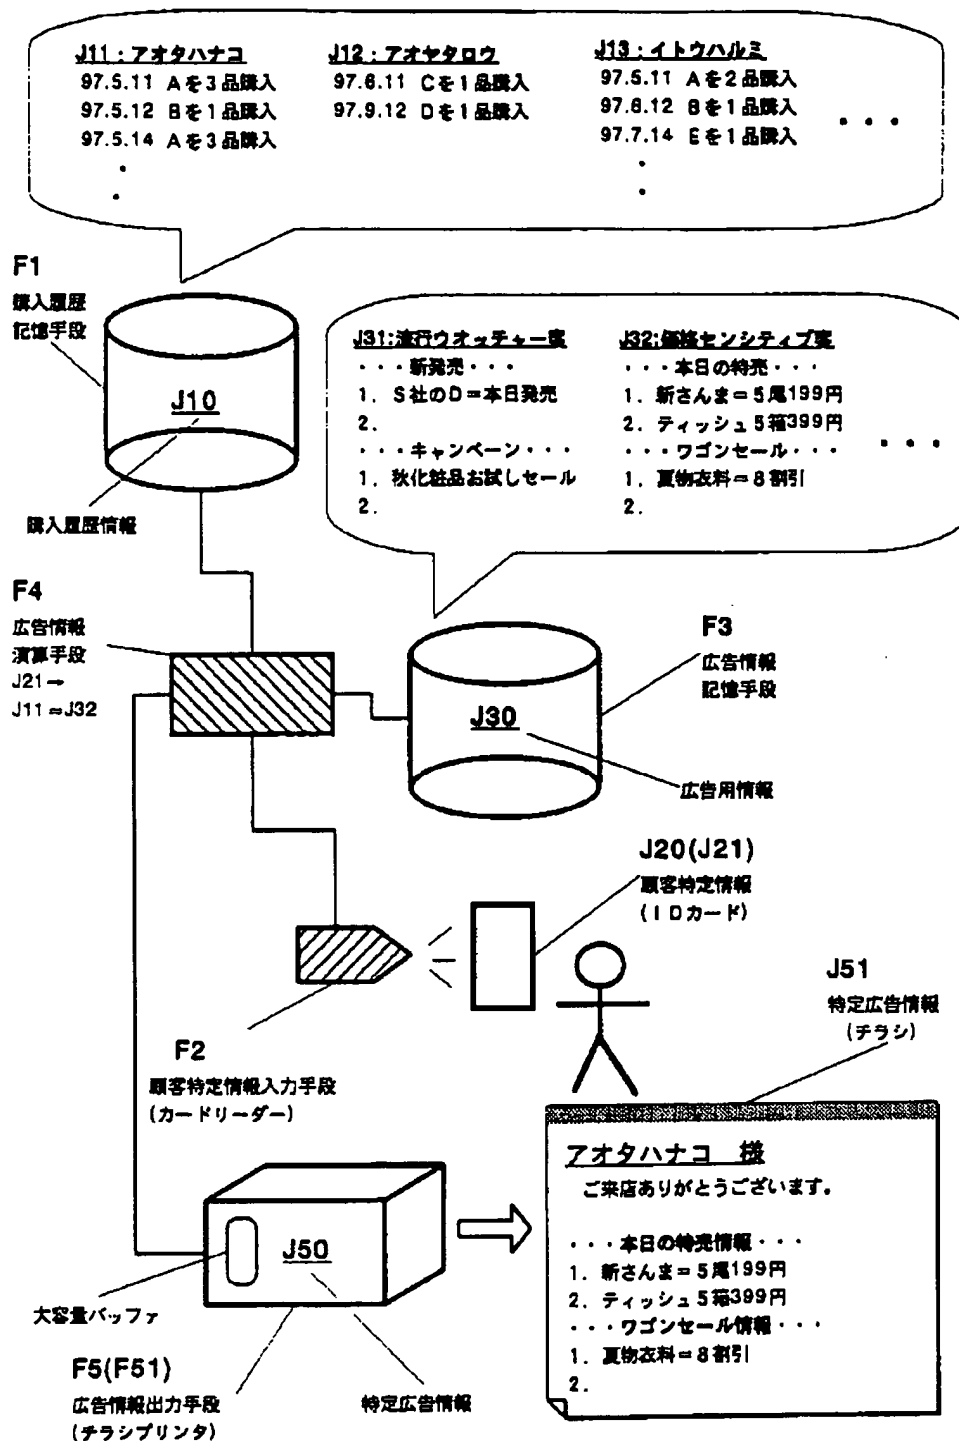 J11：アオタハナコ
97.5.11 Aを3品購入
97.5.12 Bを1品購入
97.5.14 Aを3品購入
J12：アオヤタロウ
97.6.11 Cを1品購入
97.9.12 Dを1品購入
J13：イトウハルミ
97.5.11 Aを2品購入
97.6.12 Bを1品購入
97.7.14 Eを1品購入
・・・
F1
購入履歴
記憶手段
J10
購入履歴情報
J31:流行ウオッチャー客
・・・新発売・・・
1. S社のD＝本日発売
2.
・・・キャンペーン・・・
1. 秋化粧品お試しセール
2.
J32:価格センシティブ客
・・・本日の特売・・・
1. 新さんま＝5尾199円
2. ティッシュ5箱399円
・・・ワゴンセール・・・
1. 夏物衣料＝8割引
2.
・・・
F4
広告情報
演算手段
J21→
J11≈J32
F3
広告情報
記憶手段
J30
広告用情報
J20(J21)
顧客特定情報
(IDカード)
F2
顧客特定情報入力手段
(カードリーダー)
J51
特定広告情報
(チラシ)
アオタハナコ 様
ご来店ありがとうございます。
・・・本日の特売情報・・・
1. 新さんま＝5尾199円
2. ティッシュ5箱399円
・・・ワゴンセール情報・・・
1. 夏物衣料＝8割引
2.
J50
大容量バッファ
F5(F51)
広告情報出力手段
(チラシプリンタ)
特定広告情報